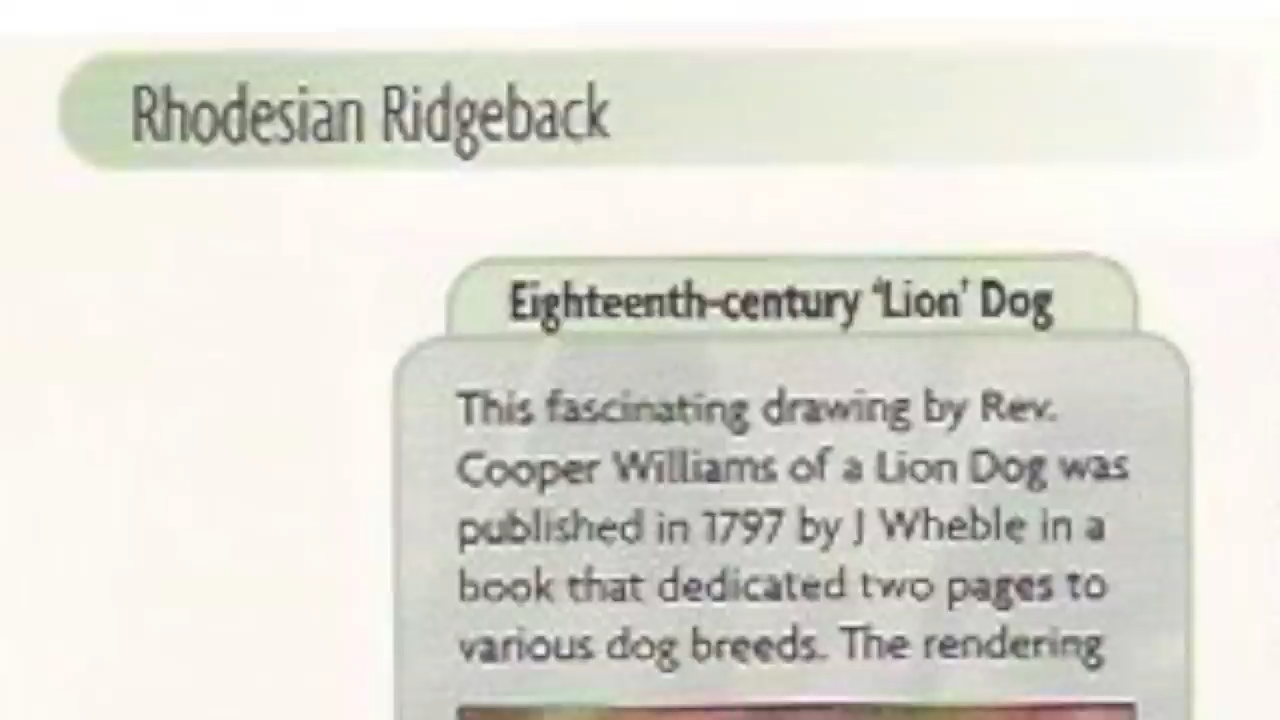 Rhodesian Ridgeback
Eighteenth-century 'Lion' Dog
This fascinating drawing by Rev.
Cooper Williams of a Lion Dog was
published in 1797 by J Wheble in a
book that dedicated two pages to
various dog breeds. The rendering